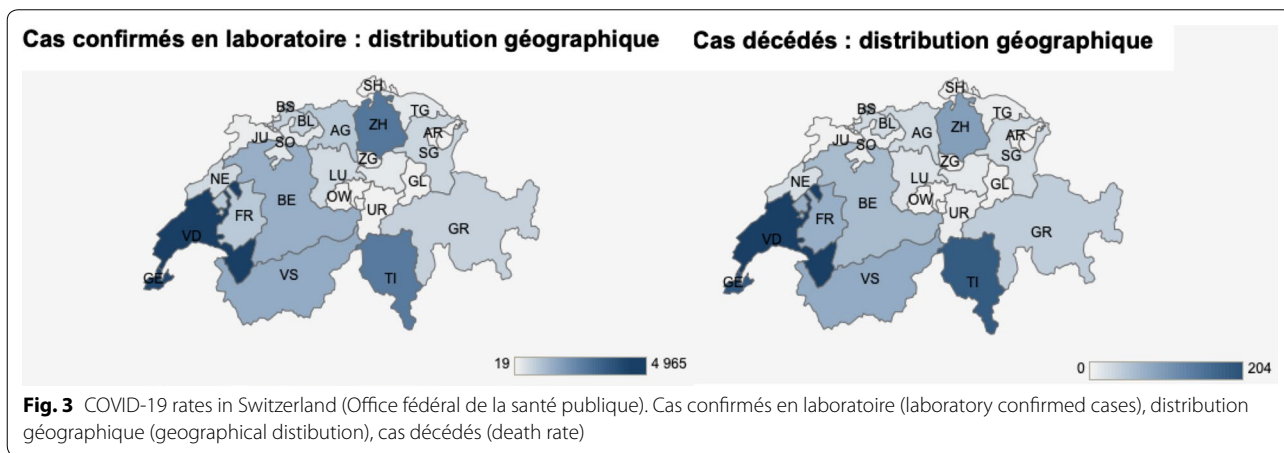 Cas confirmés en laboratoire : distribution géographique
SH
BS
BL
TG
AG
ZH
JU
SO
AR
ZG
SG
NE
LU
GL
OW
BE
FR
UR
VD
GR
VS
TI
GE
19
4 965
Cas décédés : distribution géographique
SH
BS
BL
TG
AG
ZH
JU
SO
AR
ZG
SG
NE
LU
GL
OW
BE
FR
UR
VD
GR
VS
TI
GE
0
204
Fig. 3 COVID-19 rates in Switzerland (Office fédéral de la santé publique). Cas confirmés en laboratoire (laboratory confirmed cases), distribution
géographique (geographical distibution), cas décédés (death rate)